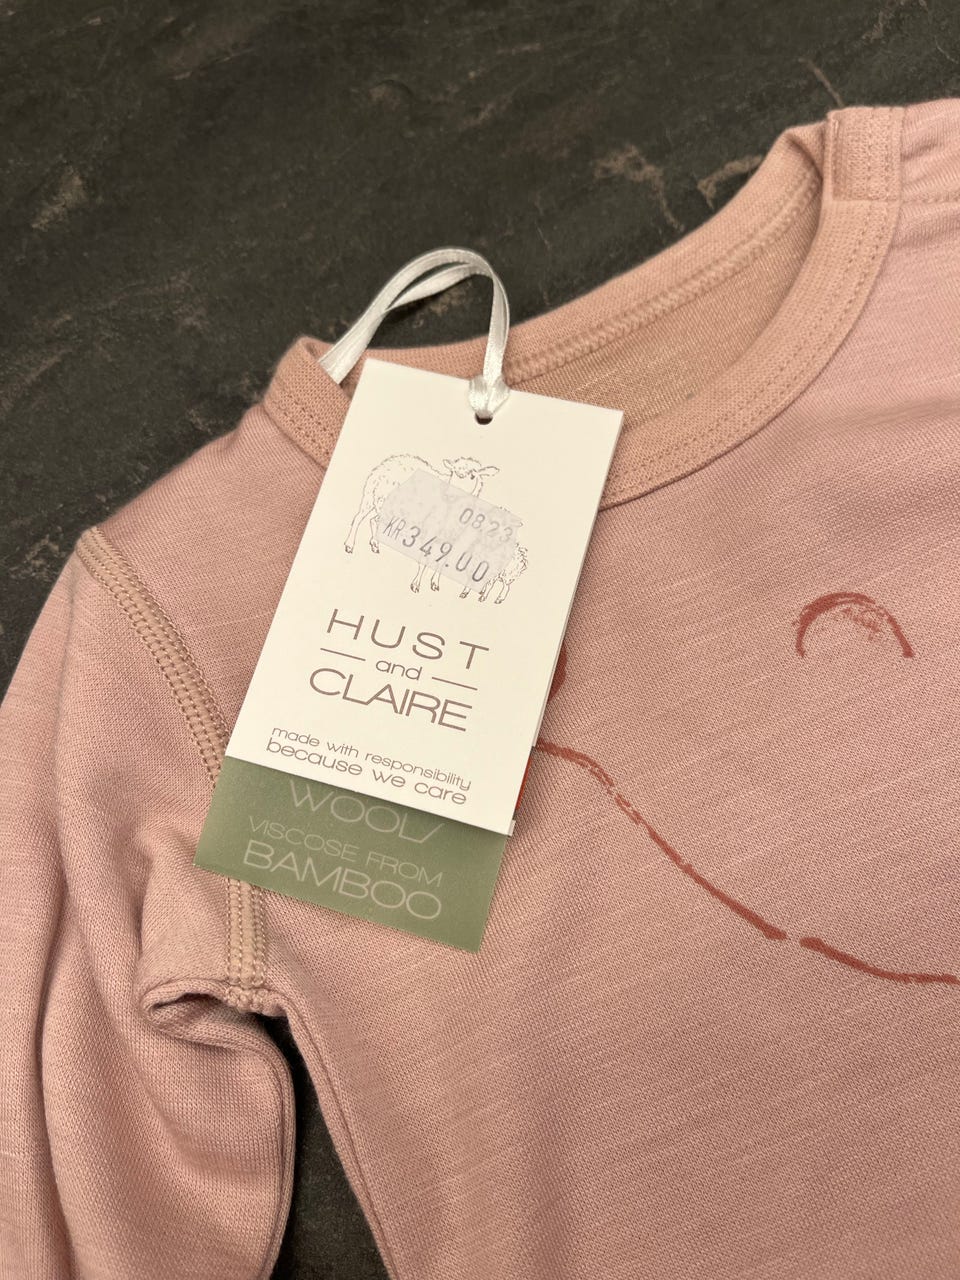 08.23
KR349.00
HUST
and
CLAIRE
made with responsibility
because we care
WOOL/
VISCOSE FROM
BAMBOO